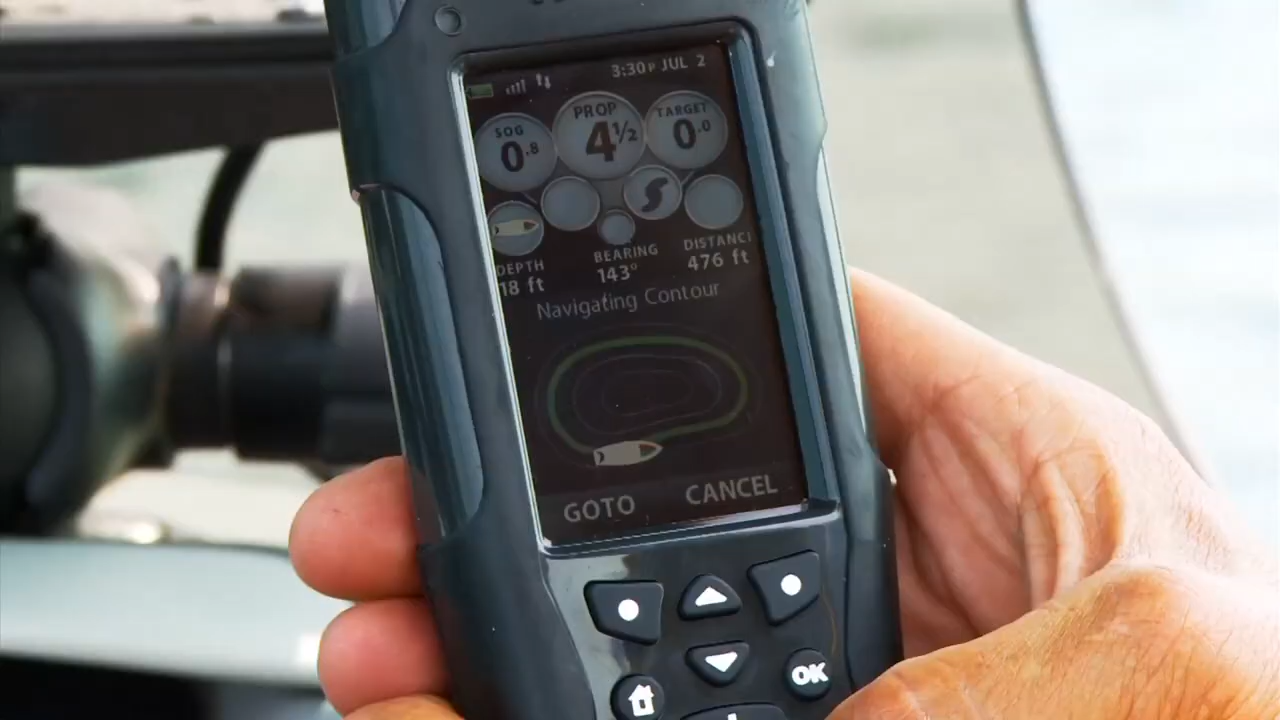 3:30P JUL 2
SOG PROP TARGET
0.8 4½ 0.0
DEPTH BEARING DISTANCI
18 ft 143° 476 ft
Navigating Contour
GOTO CANCEL
OK